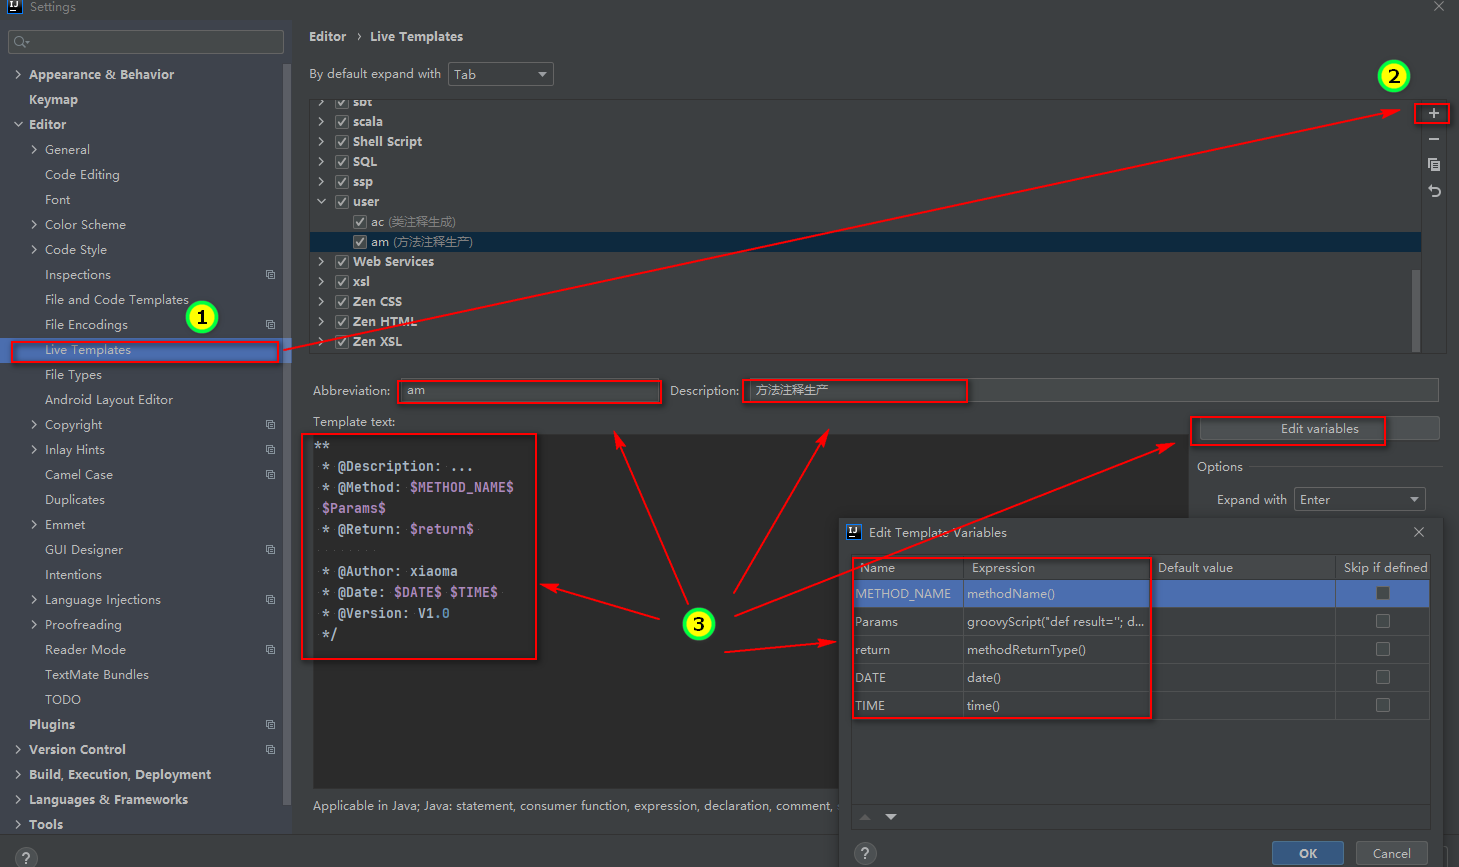 Settings
Editor › Live Templates
By default expand with Tab
Appearance & Behavior
Keymap
Editor
General
Code Editing
Font
Color Scheme
Code Style
Inspections
File and Code Templates
File Encodings
Live Templates
File Types
Android Layout Editor
Copyright
Inlay Hints
Camel Case
Duplicates
Emmet
GUI Designer
Intentions
Language Injections
Proofreading
Reader Mode
TextMate Bundles
TODO
Plugins
Version Control
Build, Execution, Deployment
Languages & Frameworks
Tools
?
1
2
sbt
scala
Shell Script
SQL
ssp
user
ac (类注释生成)
am (方法注释生产)
Web Services
xsl
Zen CSS
Zen HTML
Zen XSL
Abbreviation: am Description: 方法注释生产
Template text:
**
* @Description: ...
* @Method: $METHOD_NAME$
$Params$
* @Return: $return$
* @Author: xiaoma
* @Date: $DATE$ $TIME$
* @Version: V1.0
*/
3
Edit variables
Options
Expand with Enter
Applicable in Java; Java: statement, consumer function, expression, declaration, comment,
Edit Template Variables
Name Expression Default value Skip if defined
METHOD_NAME methodName()
Params groovyScript("def result=''; d...
return methodReturnType()
DATE date()
TIME time()
? OK Cancel